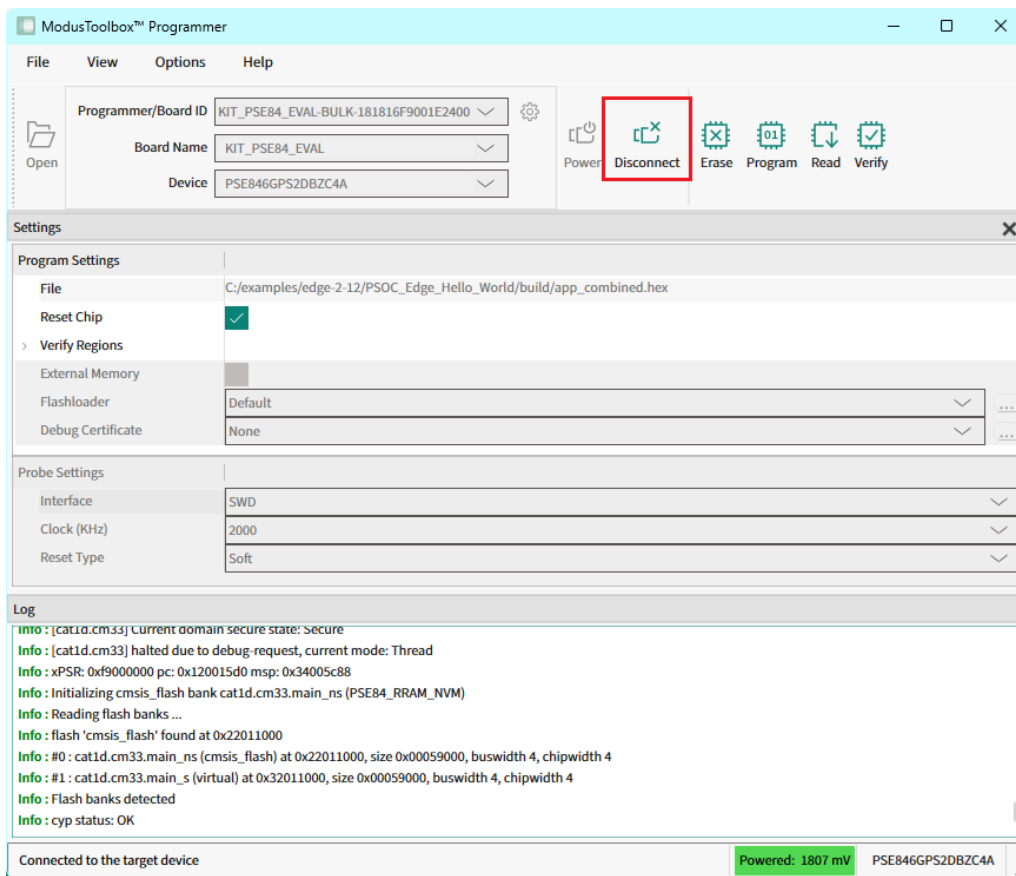 ModusToolbox™ Programmer
File View Options Help
Open
Programmer/Board ID KIT_PSE84_EVAL-BULK-181816F9001E2400
Board Name KIT_PSE84_EVAL
Device PSE846GPS2DBZC4A
Power Disconnect Erase Program Read Verify
Settings
Program Settings
File C:/examples/edge-2-12/PSOC_Edge_Hello_World/build/app_combined.hex
Reset Chip
Verify Regions
External Memory
Flashloader Default ...
Debug Certificate None ...
Probe Settings
Interface SWD
Clock (KHz) 2000
Reset Type Soft
Log
Info : [cat1d.cm33] Current domain secure state: Secure
Info : [cat1d.cm33] halted due to debug-request, current mode: Thread
Info : xPSR: 0xf9000000 pc: 0x120015d0 msp: 0x34005c88
Info : Initializing cmsis_flash bank cat1d.cm33.main_ns (PSE84_RRAM_NVM)
Info : Reading flash banks ...
Info : flash 'cmsis_flash' found at 0x22011000
Info : #0 : cat1d.cm33.main_ns (cmsis_flash) at 0x22011000, size 0x00059000, buswidth 4, chipwidth 4
Info : #1 : cat1d.cm33.main_s (virtual) at 0x32011000, size 0x00059000, buswidth 4, chipwidth 4
Info : Flash banks detected
Info : cyp status: OK
Connected to the target device Powered: 1807 mV PSE846GPS2DBZC4A